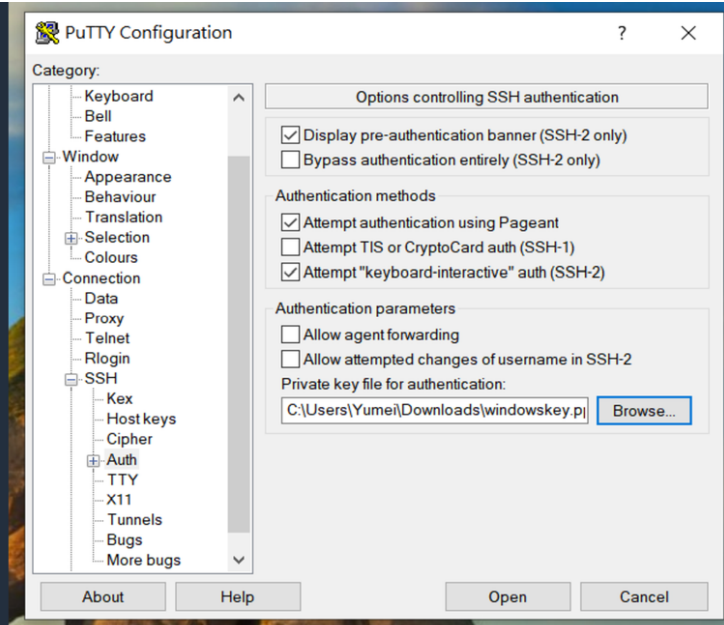 PuTTY Configuration
?
Category:
Keyboard
Bell
Features
Window
Appearance
Behaviour
Translation
Selection
Colours
Connection
Data
Proxy
Telnet
Rlogin
SSH
Kex
Host keys
Cipher
Auth
TTY
X11
Tunnels
Bugs
More bugs
Options controlling SSH authentication
Display pre-authentication banner (SSH-2 only)
Bypass authentication entirely (SSH-2 only)
Authentication methods
Attempt authentication using Pageant
Attempt TIS or CryptoCard auth (SSH-1)
Attempt "keyboard-interactive" auth (SSH-2)
Authentication parameters
Allow agent forwarding
Allow attempted changes of username in SSH-2
Private key file for authentication:
C:\Users\Yumei\Downloads\windowskey.p
Browse...
About
Help
Open
Cancel